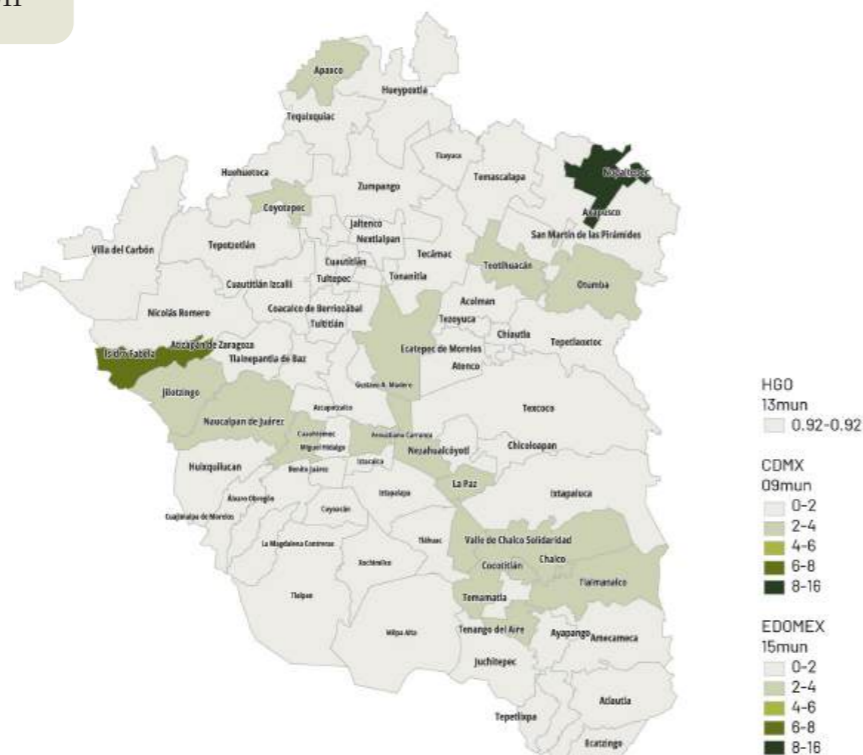 Apaxco
Hueypoxtla
Tequixquiac
Tizayuca
Nopaltepec
Huehuetoca
Temascalapa
Zumpango
Coyotepec
Axapusco
Jaltenco
San Martín de las Pirámides
Nextlalpan
Tepotzotlán
Villa del Carbón
Tecámac
Cuautitlán
Teotihuacán
Tultepec
Tonanitla
Cuautitlán Izcalli
Otumba
Acolman
Coacalco de Berriozábal
Nicolás Romero
Tezoyuca
Tultitlán
Chiautla
Tepetlaoxtoc
Atizapán de Zaragoza
Ecatepec de Morelos
Isidro Fabela
Tlalnepantla de Baz
Atenco
Gustavo A. Madero
Jilotzingo
Azcapotzalco
Texcoco
Naucalpan de Juárez
Cuauhtémoc
Venustiano Carranza
Chicoloapan
Miguel Hidalgo
Nezahualcóyotl
Iztacalco
Huixquilucan
Benito Juárez
La Paz
Iztapalapa
Ixtapaluca
Álvaro Obregón
Coyoacán
Cuajimalpa de Morelos
Tláhuac
Valle de Chalco Solidaridad
La Magdalena Contreras
Chalco
Xochimilco
Cocotitlán
Tlalmanalco
Tlalpan
Temamatla
Milpa Alta
Tenango del Aire
Ayapango
Amecameca
Juchitepec
Atlautla
Tepetlixpa
Ecatzingo
HGO
13mun
0.92-0.92
CDMX
09mun
0-2
2-4
4-6
6-8
8-16
EDOMEX
15mun
0-2
2-4
4-6
6-8
8-16